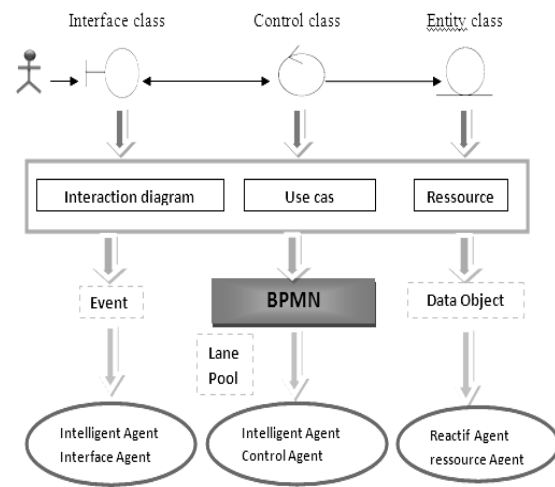 Interface class
Control class
Entity class
Interaction diagram
Use cas
Ressource
Event
BPMN
Data Object
Lane
Pool
Intelligent Agent
Interface Agent
Intelligent Agent
Control Agent
Reactif Agent
ressource Agent